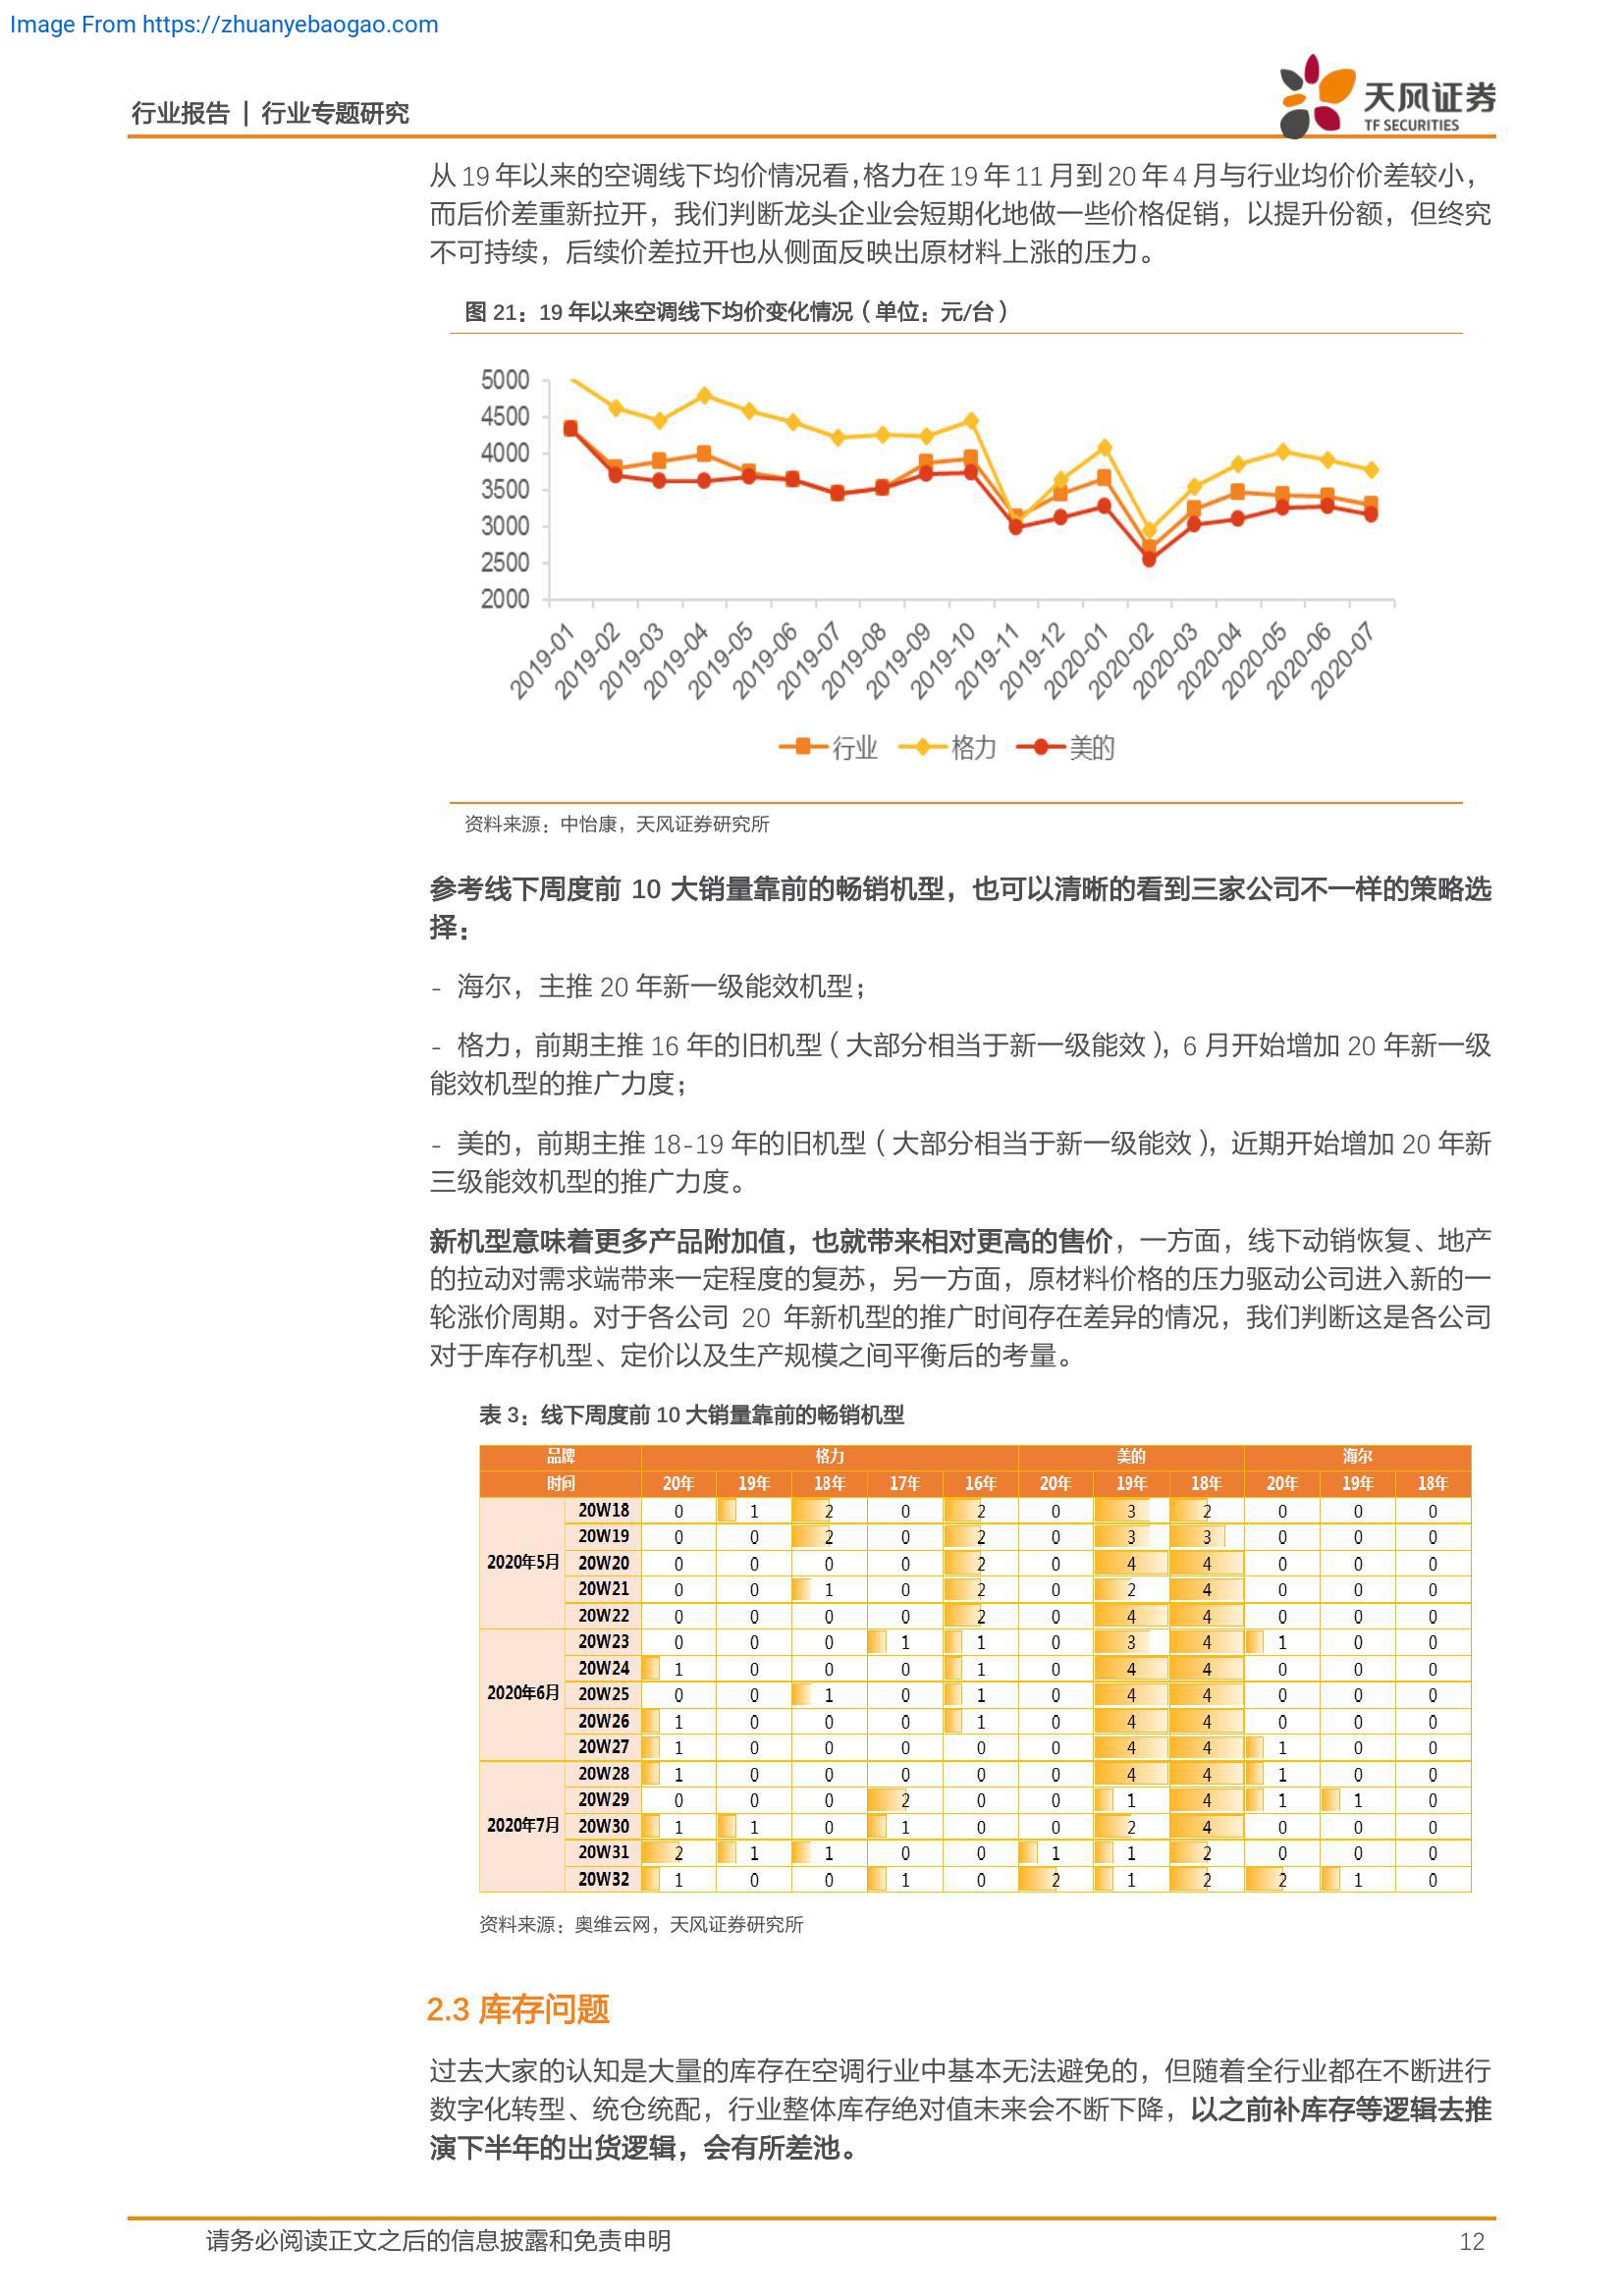 Image From https://zhuanyebaogao.com
行业报告 | 行业专题研究
天风证券
TF SECURITIES
从 19 年以来的空调线下均价情况看，格力在 19 年 11 月到 20 年 4 月与行业均价价差较小，
而后价差重新拉开，我们判断龙头企业会短期化地做一些价格促销，以提升份额，但终究
不可持续，后续价差拉开也从侧面反映出原材料上涨的压力。
图 21：19 年以来空调线下均价变化情况（单位：元/台）
5000
4500
4000
3500
3000
2500
2000
2019-01 2019-02 2019-03 2019-04 2019-05 2019-06 2019-07 2019-08 2019-09 2019-10 2019-11 2019-12 2020-01 2020-02 2020-03 2020-04 2020-05 2020-06 2020-07
行业 格力 美的
资料来源：中怡康，天风证券研究所
参考线下周度前 10 大销量靠前的畅销机型，也可以清晰的看到三家公司不一样的策略选
择：
- 海尔，主推 20 年新一级能效机型；
- 格力，前期主推 16 年的旧机型（大部分相当于新一级能效），6 月开始增加 20 年新一级
能效机型的推广力度；
- 美的，前期主推 18-19 年的旧机型（大部分相当于新一级能效），近期开始增加 20 年新
三级能效机型的推广力度。
新机型意味着更多产品附加值，也就带来相对更高的售价，一方面，线下动销恢复、地产
的拉动对需求端带来一定程度的复苏，另一方面，原材料价格的压力驱动公司进入新的一
轮涨价周期。对于各公司 20 年新机型的推广时间存在差异的情况，我们判断这是各公司
对于库存机型、定价以及生产规模之间平衡后的考量。
表 3：线下周度前 10 大销量靠前的畅销机型
品牌 格力 美的 海尔
时间 20年 19年 18年 17年 16年 20年 19年 18年 20年 19年 18年
20W18 0 1 2 0 2 0 3 2 0 0 0
20W19 0 0 2 0 2 0 3 3 0 0 0
2020年5月 20W20 0 0 0 0 2 0 4 4 0 0 0
20W21 0 0 1 0 2 0 2 4 0 0 0
20W22 0 0 0 0 2 0 4 4 0 0 0
20W23 0 0 0 1 1 0 3 4 1 0 0
20W24 1 0 0 0 1 0 4 4 0 0 0
2020年6月 20W25 0 0 1 0 1 0 4 4 0 0 0
20W26 1 0 0 0 1 0 4 4 0 0 0
20W27 1 0 0 0 0 0 4 4 1 0 0
20W28 1 0 0 0 0 0 4 4 1 0 0
20W29 0 0 0 2 0 0 1 4 1 1 0
2020年7月 20W30 1 1 0 1 0 0 2 4 0 0 0
20W31 2 1 1 0 0 1 1 2 0 0 0
20W32 1 0 0 1 0 2 1 2 2 1 0
资料来源：奥维云网，天风证券研究所
2.3 库存问题
过去大家的认知是大量的库存在空调行业中基本无法避免的，但随着全行业都在不断进行
数字化转型、统仓统配，行业整体库存绝对值未来会不断下降，以之前补库存等逻辑去推
演下半年的出货逻辑，会有所差池。
请务必阅读正文之后的信息披露和免责申明
12